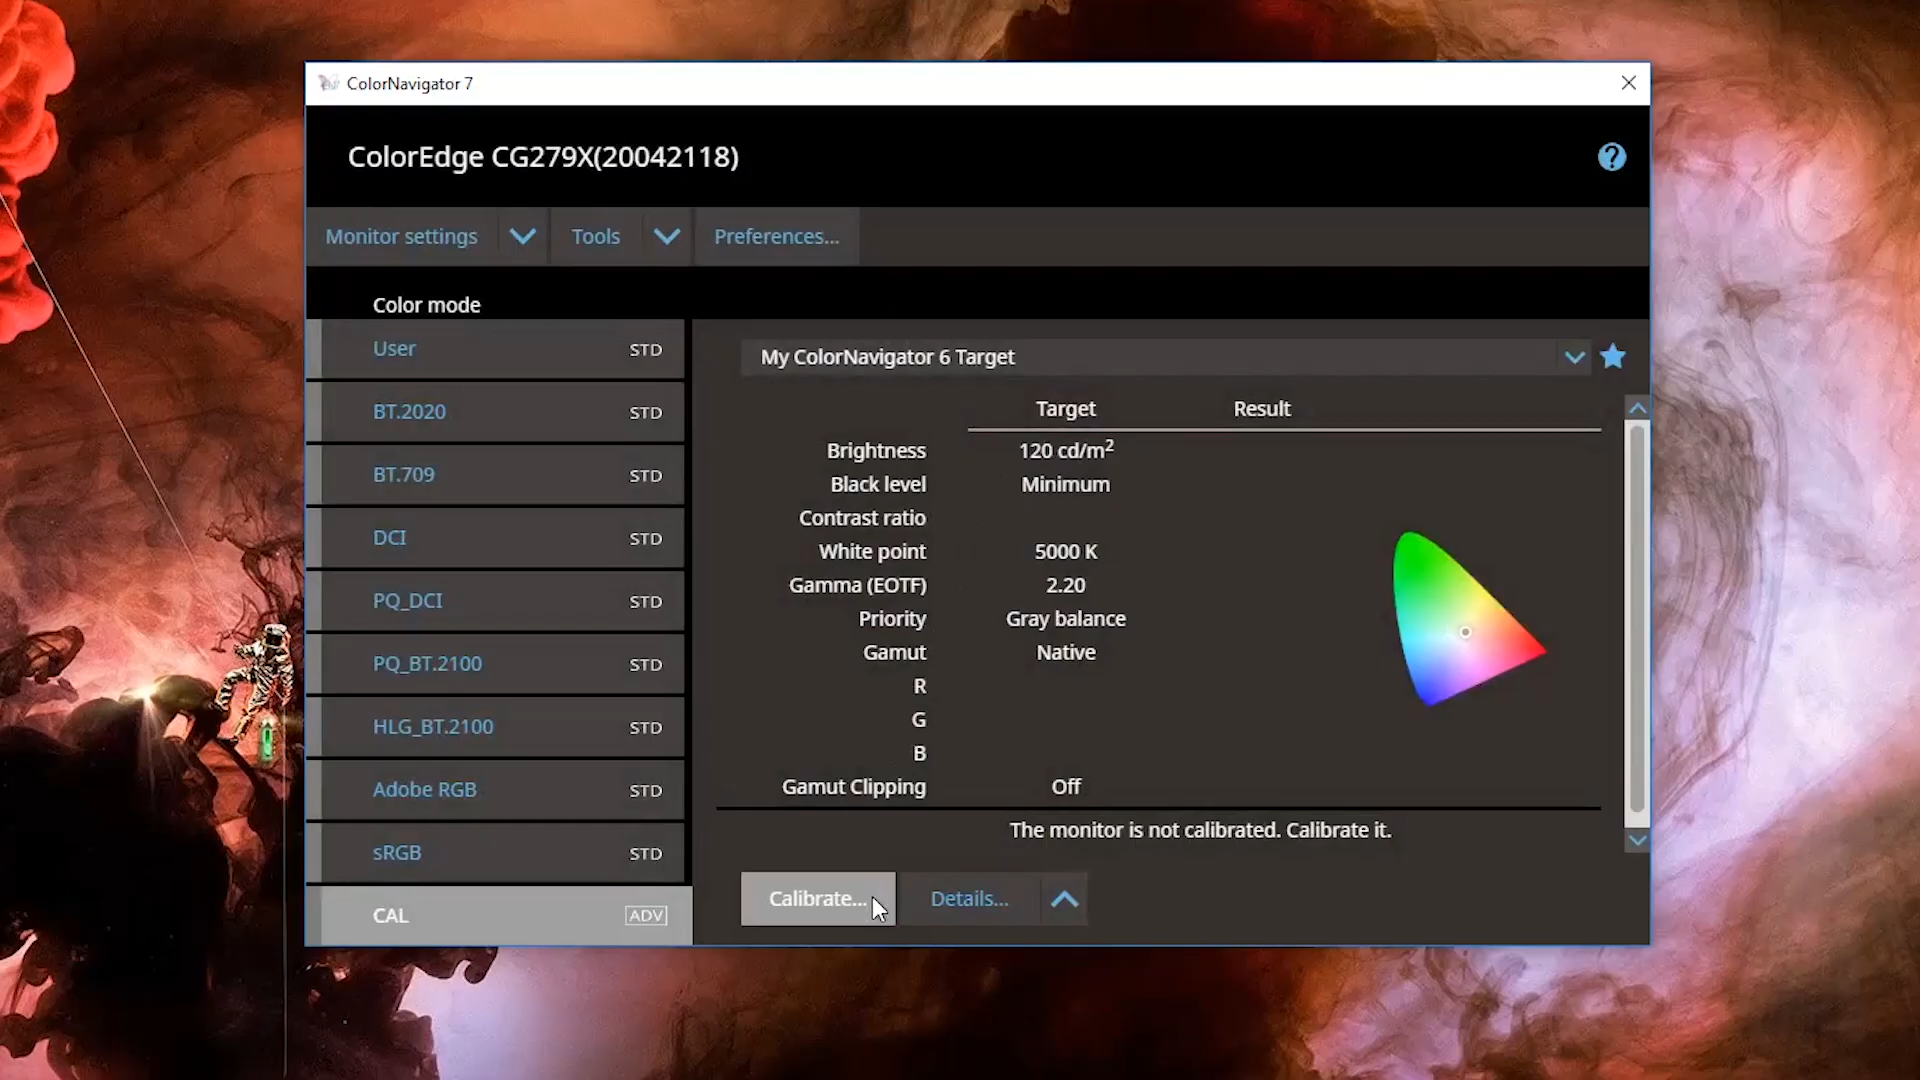 ColorNavigator 7
ColorEdge CG279X(20042118)
?
Monitor settings Tools Preferences...
Color mode
User STD
BT.2020 STD
BT.709 STD
DCI STD
PQ_DCI STD
PQ_BT.2100 STD
HLG_BT.2100 STD
Adobe RGB STD
sRGB STD
CAL ADV
My ColorNavigator 6 Target
Target Result
Brightness 120 cd/m²
Black level Minimum
Contrast ratio
White point 5000 K
Gamma (EOTF) 2.20
Priority Gray balance
Gamut Native
R
G
B
Gamut Clipping Off
The monitor is not calibrated. Calibrate it.
Calibrate... Details...